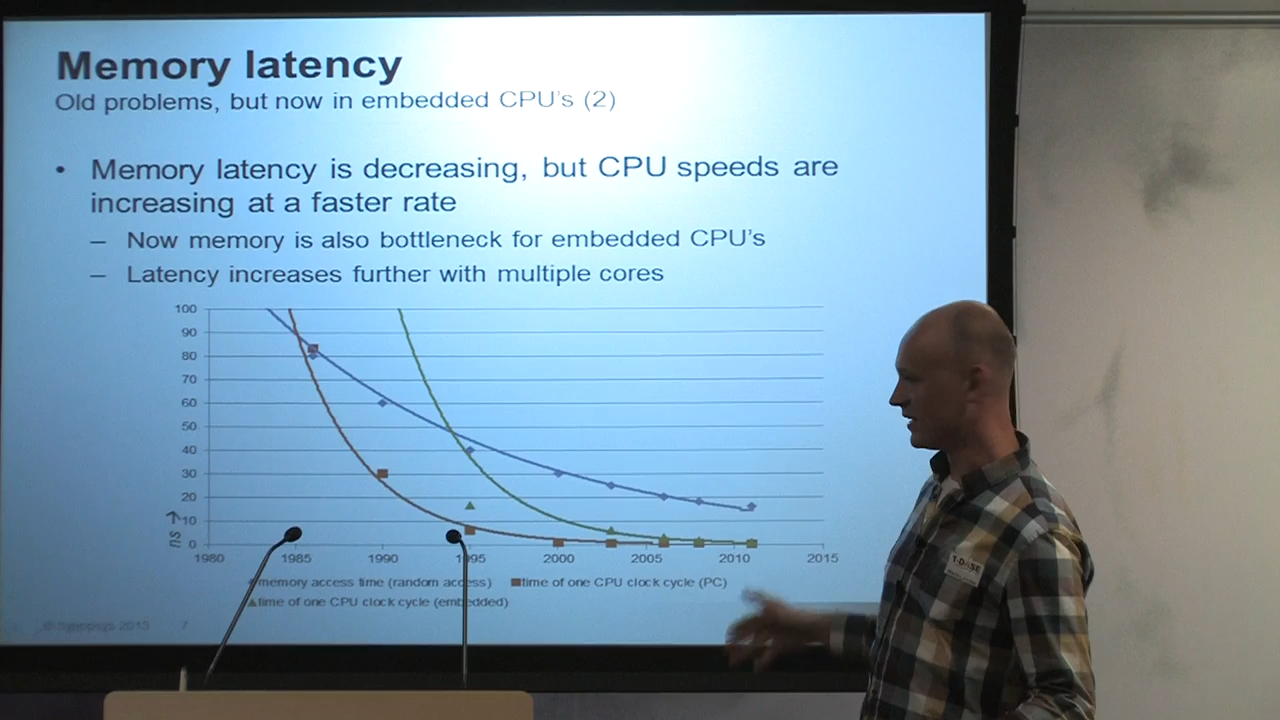 Memory latency
Old problems, but now in embedded CPU's (2)
• Memory latency is decreasing, but CPU speeds are
increasing at a faster rate
– Now memory is also bottleneck for embedded CPU's
– Latency increases further with multiple cores
100
90
80
70
60
50
40
30
20
10
0
ns →
1980 1985 1990 1995 2000 2005 2010 2015
memory access time (random access) time of one CPU clock cycle (PC)
time of one CPU clock cycle (embedded)
© Synopsys 2013 7